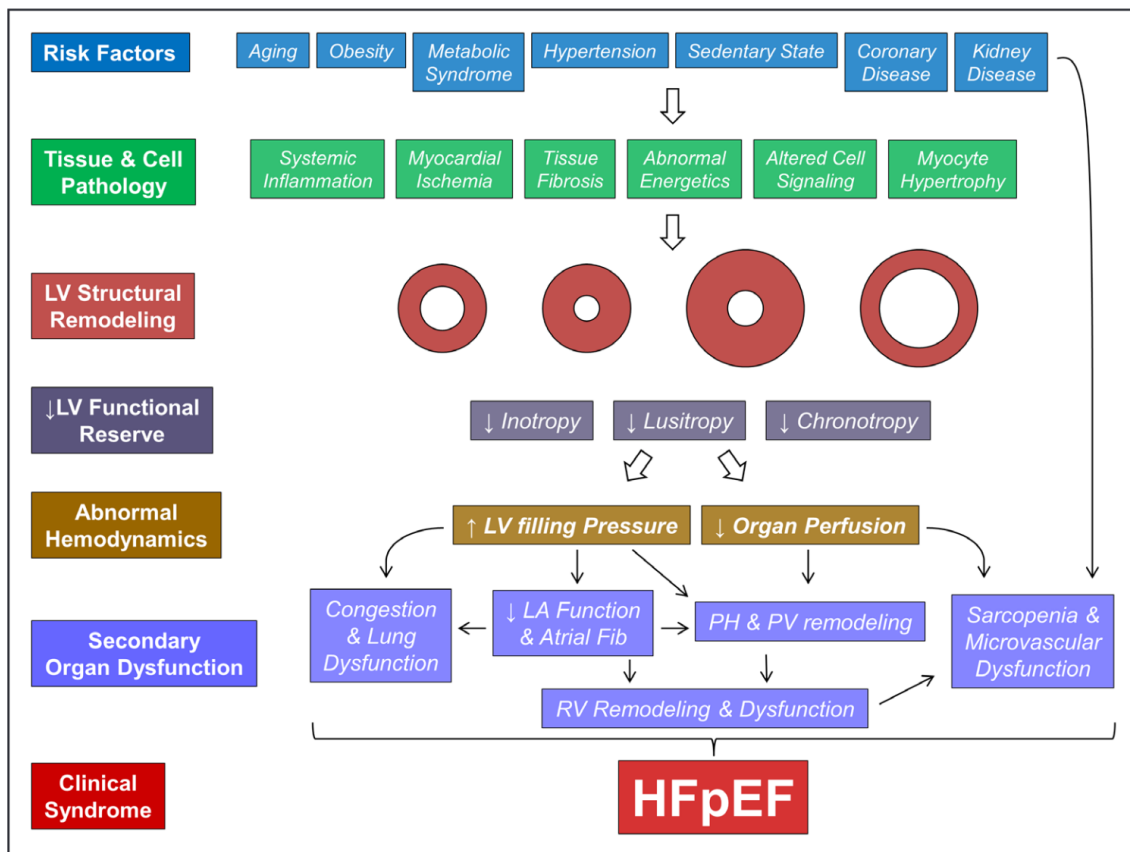 Risk Factors
Aging
Obesity
Metabolic
Syndrome
Hypertension
Sedentary State
Coronary
Disease
Kidney
Disease
Tissue & Cell
Pathology
Systemic
Inflammation
Myocardial
Ischemia
Tissue
Fibrosis
Abnormal
Energetics
Altered Cell
Signaling
Myocyte
Hypertrophy
LV Structural
Remodeling
↓LV Functional
Reserve
↓ Inotropy
↓ Lusitropy
↓ Chronotropy
Abnormal
Hemodynamics
↑ LV filling Pressure
↓ Organ Perfusion
Secondary
Organ Dysfunction
Congestion
& Lung
Dysfunction
↓ LA Function
& Atrial Fib
PH & PV remodeling
Sarcopenia &
Microvascular
Dysfunction
RV Remodeling & Dysfunction
Clinical
Syndrome
HFpEF